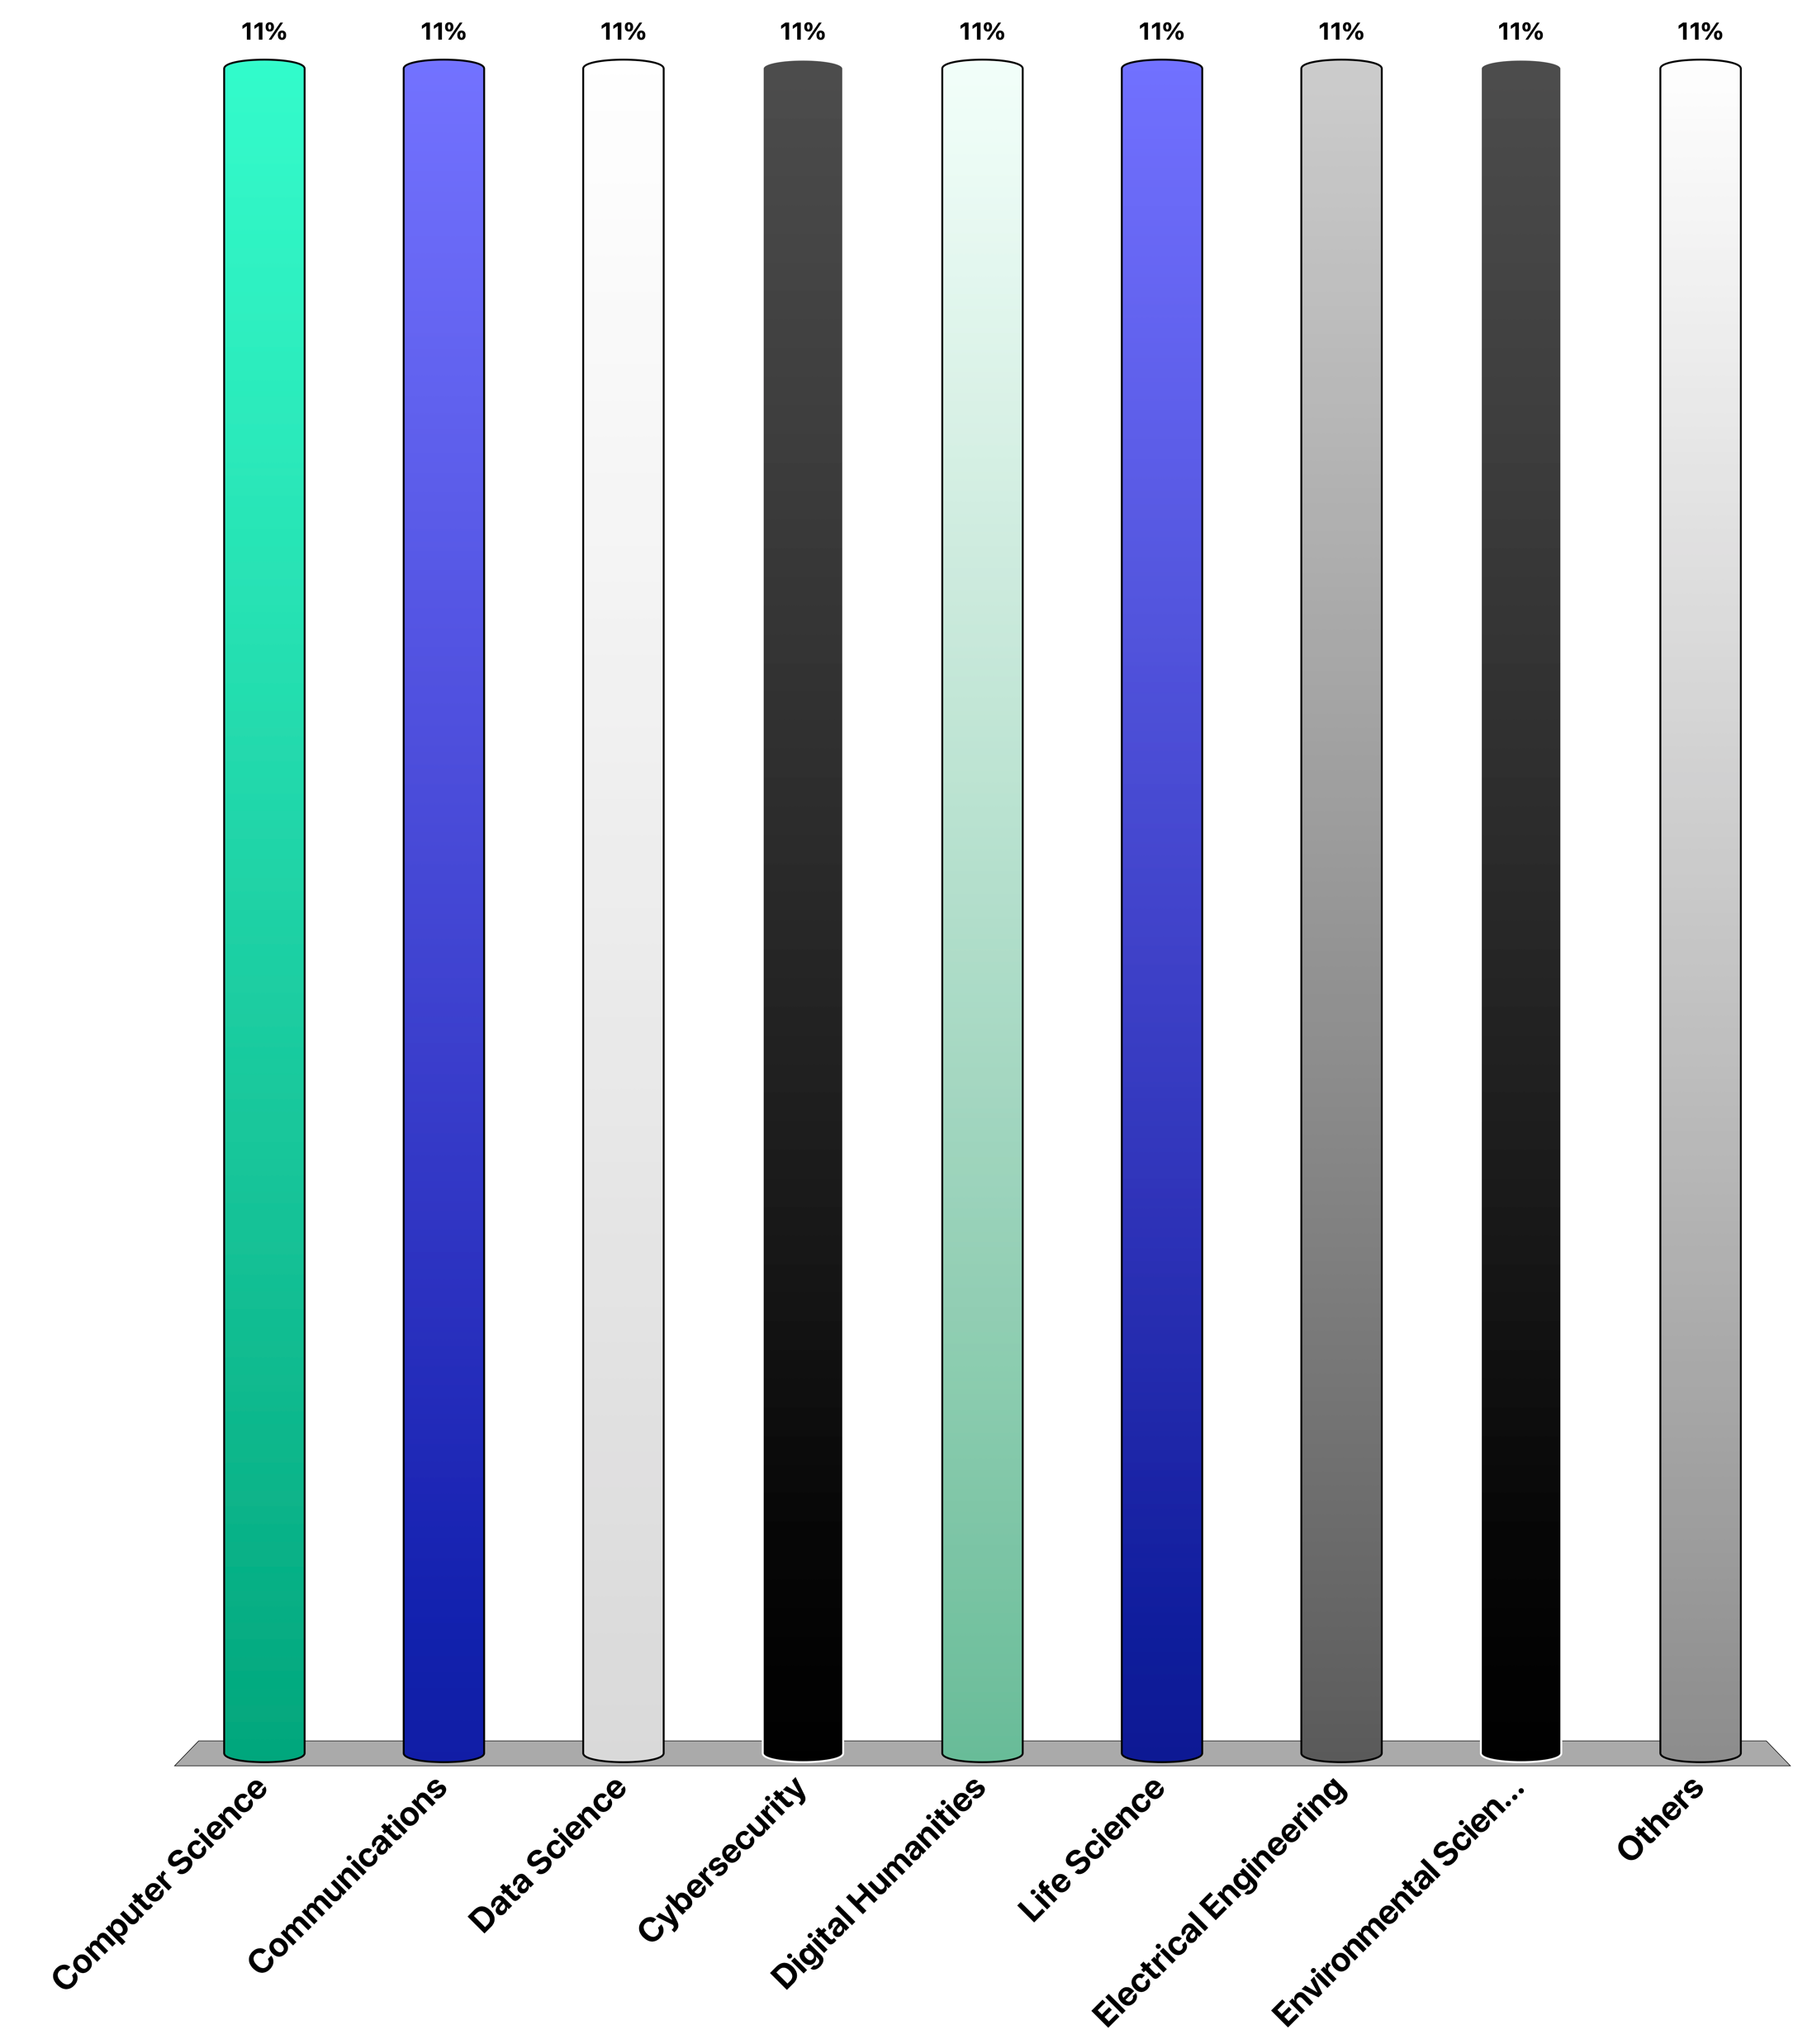 11%
11%
11%
11%
11%
11%
11%
11%
11%
Computer Science
Communications
Data Science
Cybersecurity
Digital Humanities
Life Science
Electrical Engineering
Environmental Scien...
Others